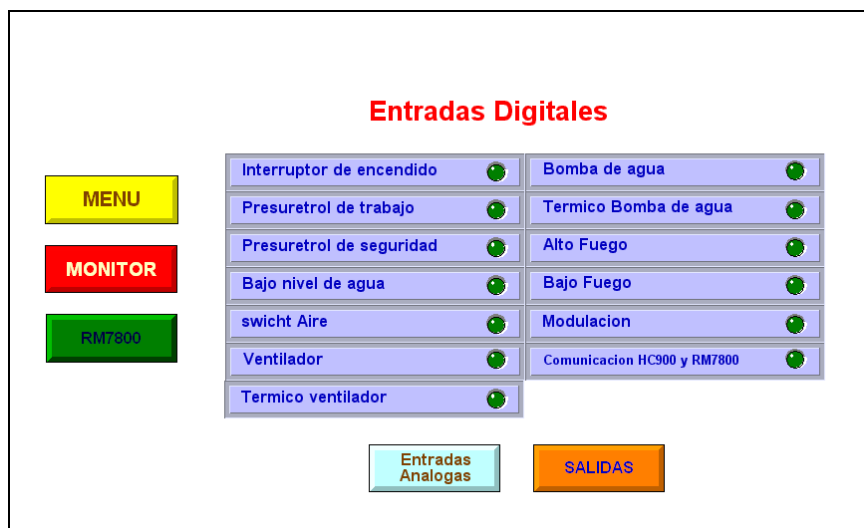 Entradas Digitales
MENU
MONITOR
RM7800
Interruptor de encendido
Presuretrol de trabajo
Presuretrol de seguridad
Bajo nivel de agua
swicht Aire
Ventilador
Termico ventilador
Bomba de agua
Termico Bomba de agua
Alto Fuego
Bajo Fuego
Modulacion
Comunicacion HC900 y RM7800
Entradas
Analogas
SALIDAS